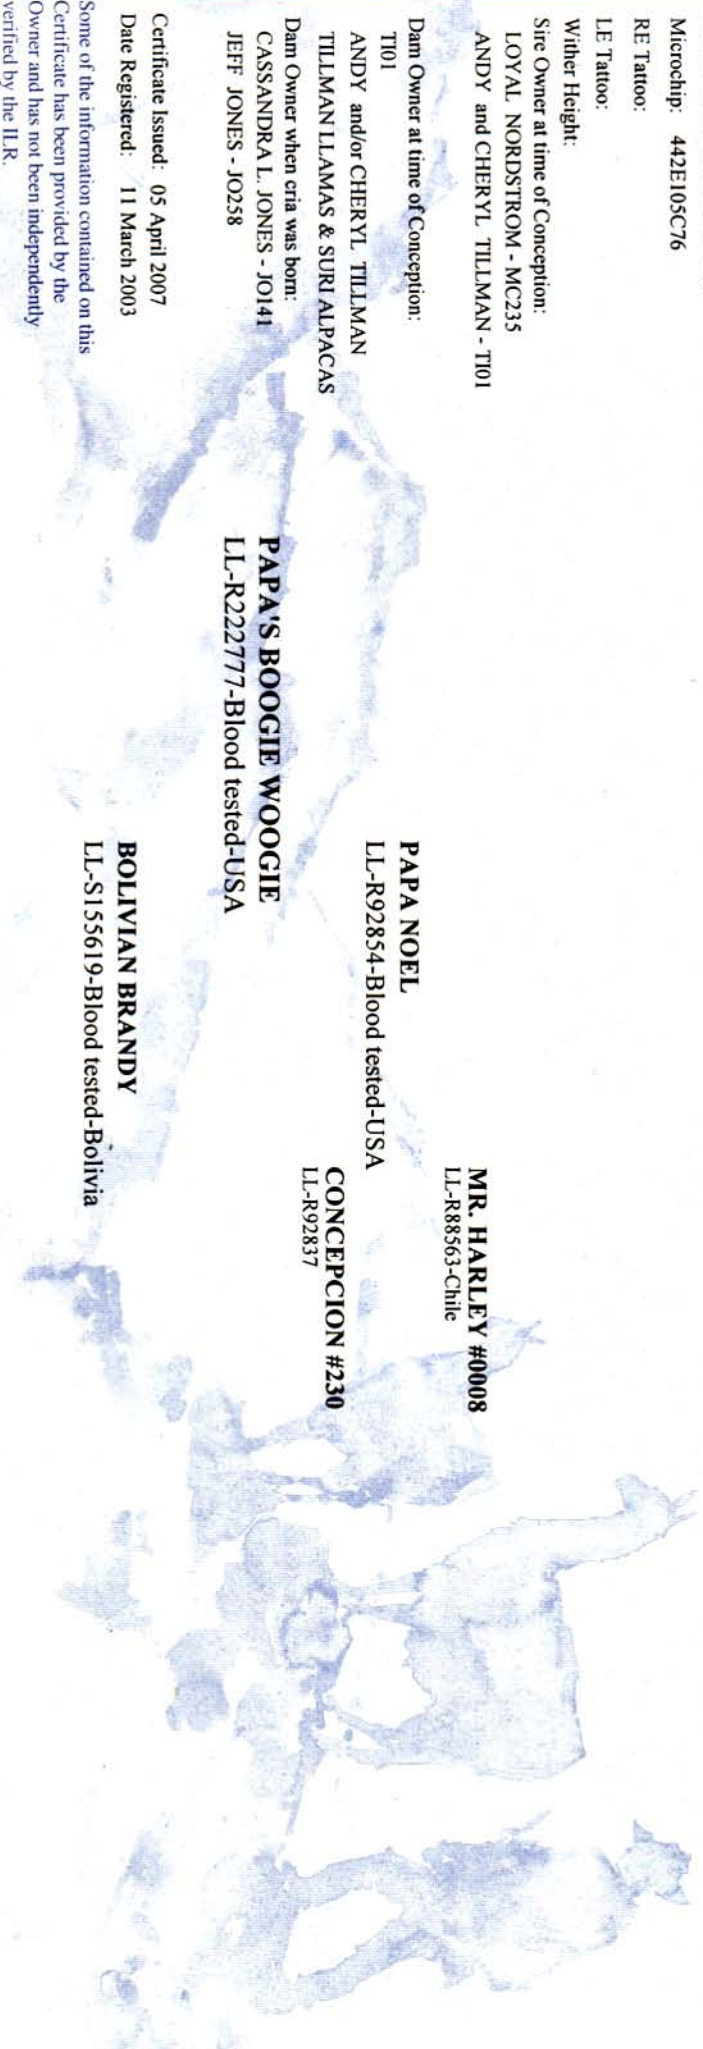 Microchip: 442E105C76
RE Tattoo:
LE Tattoo:
Wither Height:
Sire Owner at time of Conception:
LOYAL NORDSTROM - MC235
ANDY and CHERYL TILLMAN - TI01
Dam Owner at time of Conception:
TI01
ANDY and/or CHERYL TILLMAN
TILLMAN LLAMAS & SURI ALPACAS
Dam Owner when cria was born:
CASSANDRA L. JONES - JO141
JEFF JONES - JO258
Certificate Issued: 05 April 2007
Date Registered: 11 March 2003
Some of the information contained on this
Certificate has been provided by the
Owner and has not been independently
verified by the ILR.
PAPA'S BOOGIE WOOGIE
LL-R222777-Blood tested-USA
PAPA NOEL
LL-R92854-Blood tested-USA
BOLIVIAN BRANDY
LL-S155619-Blood tested-Bolivia
MR. HARLEY #0008
LL-R88563-Chile
CONCEPCION #230
LL-R92837